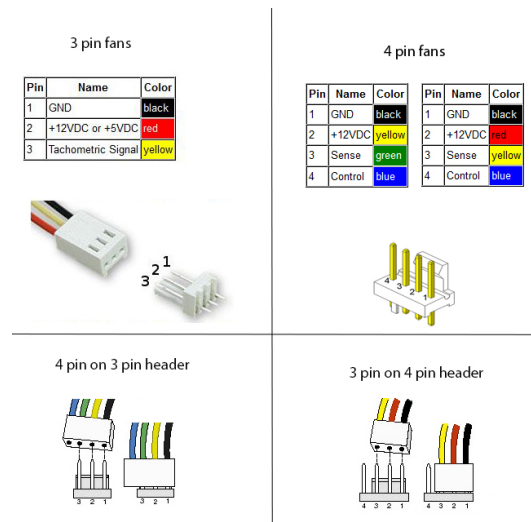 3 pin fans
Pin Name Color
1 GND black
2 +12VDC or +5VDC red
3 Tachometric Signal yellow
3 2 1
4 pin fans
Pin Name Color
1 GND black
2 +12VDC yellow
3 Sense green
4 Control blue
Pin Name Color
1 GND black
2 +12VDC red
3 Sense yellow
4 Control blue
4 3 2 1
4 pin on 3 pin header
3 2 1
3 2 1
3 pin on 4 pin header
4 3 2 1
4 3 2 1